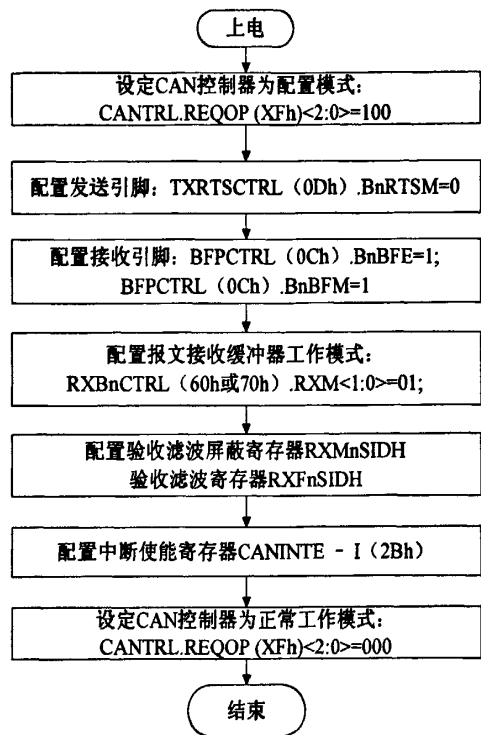 上电
设定CAN控制器为配置模式：
CANTRL.REQOP (XFh)<2:0>=100
配置发送引脚：TXRTSCTRL（0Dh）.BnRTSM=0
配置接收引脚：BFPCTRL（0Ch）.BnBFE=1;
BFPCTRL（0Ch）.BnBFM=1
配置报文接收缓冲器工作模式：
RXBnCTRL（60h或70h）.RXM<1:0>=01;
配置验收滤波屏蔽寄存器RXMnSIDH
验收滤波寄存器RXFnSIDH
配置中断使能寄存器CANINTE - I（2Bh）
设定CAN控制器为正常工作模式：
CANTRL.REQOP (XFh)<2:0>=000
结束